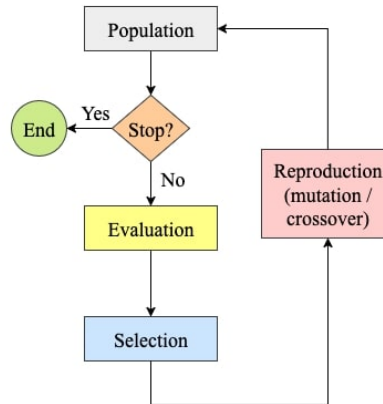 Population
Yes
End
Stop?
No
Reproduction
(mutation /
crossover)
Evaluation
Selection